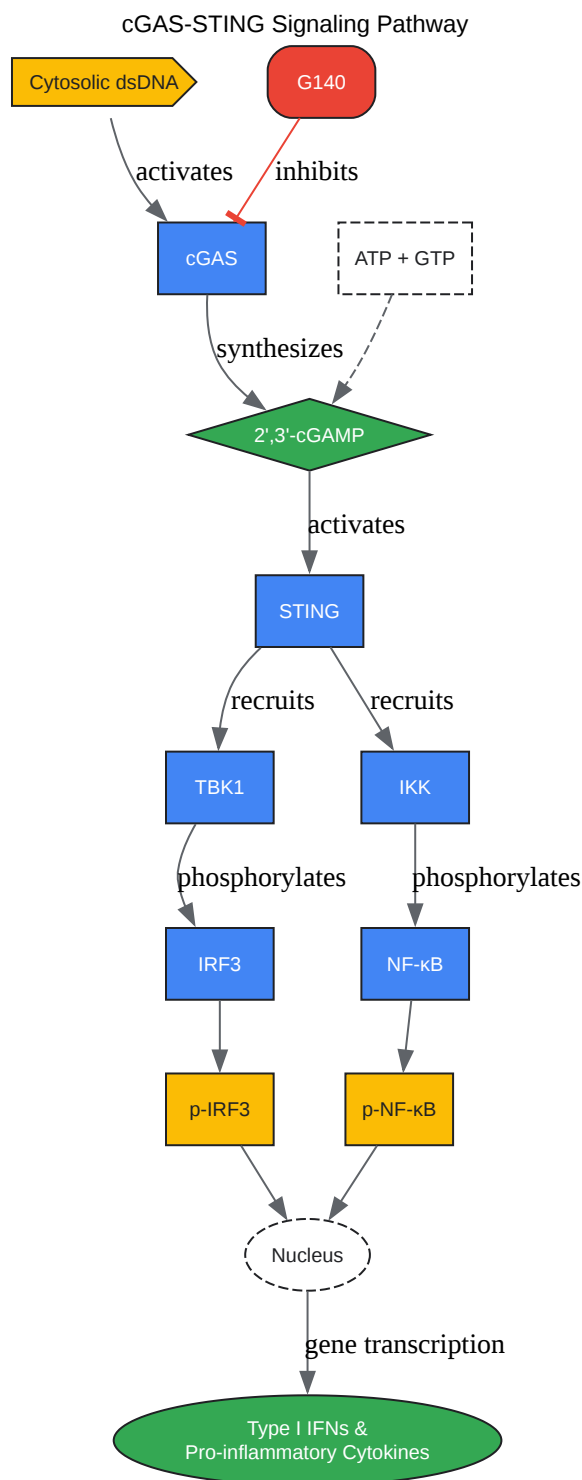 cGAS-STING Signaling Pathway
Cytosolic dsDNA
G140
activates
inhibits
cGAS
ATP + GTP
synthesizes
2',3'-cGAMP
activates
STING
recruits
recruits
TBK1
IKK
phosphorylates
phosphorylates
IRF3
NF-κB
p-IRF3
p-NF-κB
Nucleus
gene transcription
Type I IFNs &
Pro-inflammatory Cytokines